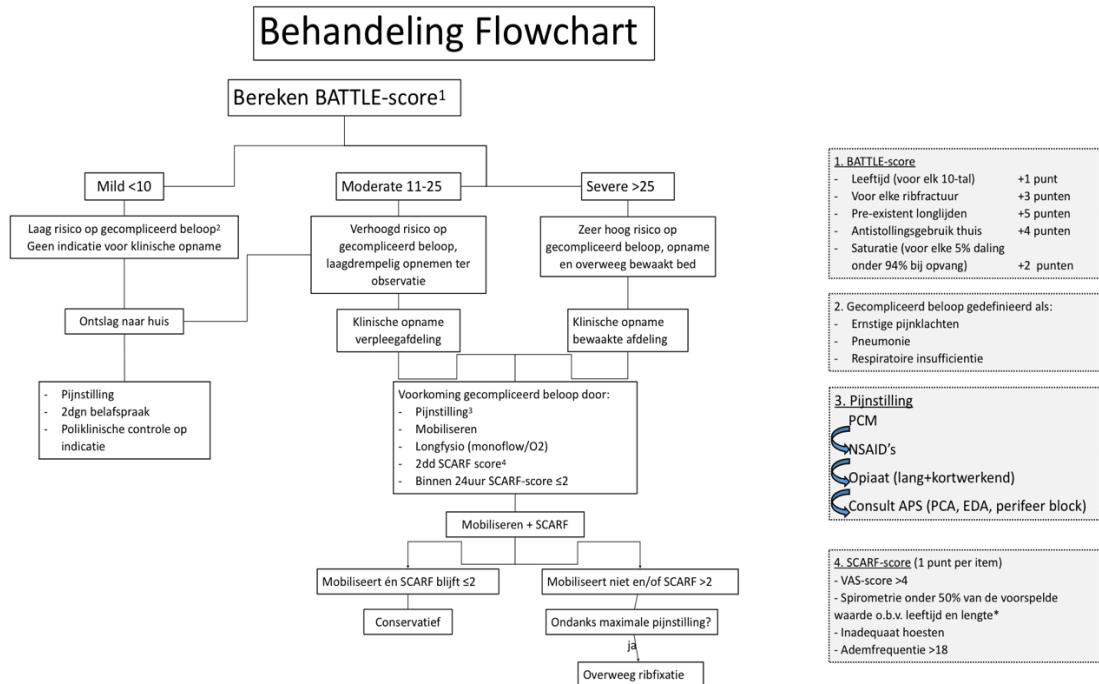 Behandeling Flowchart
Bereken BATTLE-score1
Mild <10
Moderate 11-25
Severe >25
Laag risico op gecompliceerd beloop2
Geen indicatie voor klinische opname
Verhoogd risico op
gecompliceerd beloop,
laagdrempelig opnemen ter
observatie
Zeer hoog risico op
gecompliceerd beloop, opname
en overweeg bewaakt bed
Ontslag naar huis
Klinische opname
verpleegafdeling
Klinische opname
bewaakte afdeling
- Pijnstilling
- 2dgn belafspraak
- Poliklinische controle op
indicatie
Voorkoming gecompliceerd beloop door:
- Pijnstilling3
- Mobiliseren
- Longfysio (monoflow/O2)
- 2dd SCARF score4
- Binnen 24uur SCARF-score ≤2
Mobiliseren + SCARF
Mobiliseert én SCARF blijft ≤2
Mobiliseert niet en/of SCARF >2
Conservatief
Ondanks maximale pijnstilling?
ja
Overweeg ribfixatie
1. BATTLE-score
- Leeftijd (voor elk 10-tal) +1 punt
- Voor elke ribfractuur +3 punten
- Pre-existent longlijden +5 punten
- Antistollingsgebruik thuis +4 punten
- Saturatie (voor elke 5% daling
onder 94% bij opvang) +2 punten
2. Gecompliceerd beloop gedefinieerd als:
- Ernstige pijnklachten
- Pneumonie
- Respiratoire insufficientie
3. Pijnstilling
PCM
NSAID's
Opiaat (lang+kortwerkend)
Consult APS (PCA, EDA, perifeer block)
4. SCARF-score (1 punt per item)
- VAS-score >4
- Spirometrie onder 50% van de voorspelde
waarde o.b.v. leeftijd en lengte*
- Inadequaat hoesten
- Ademfrequentie >18